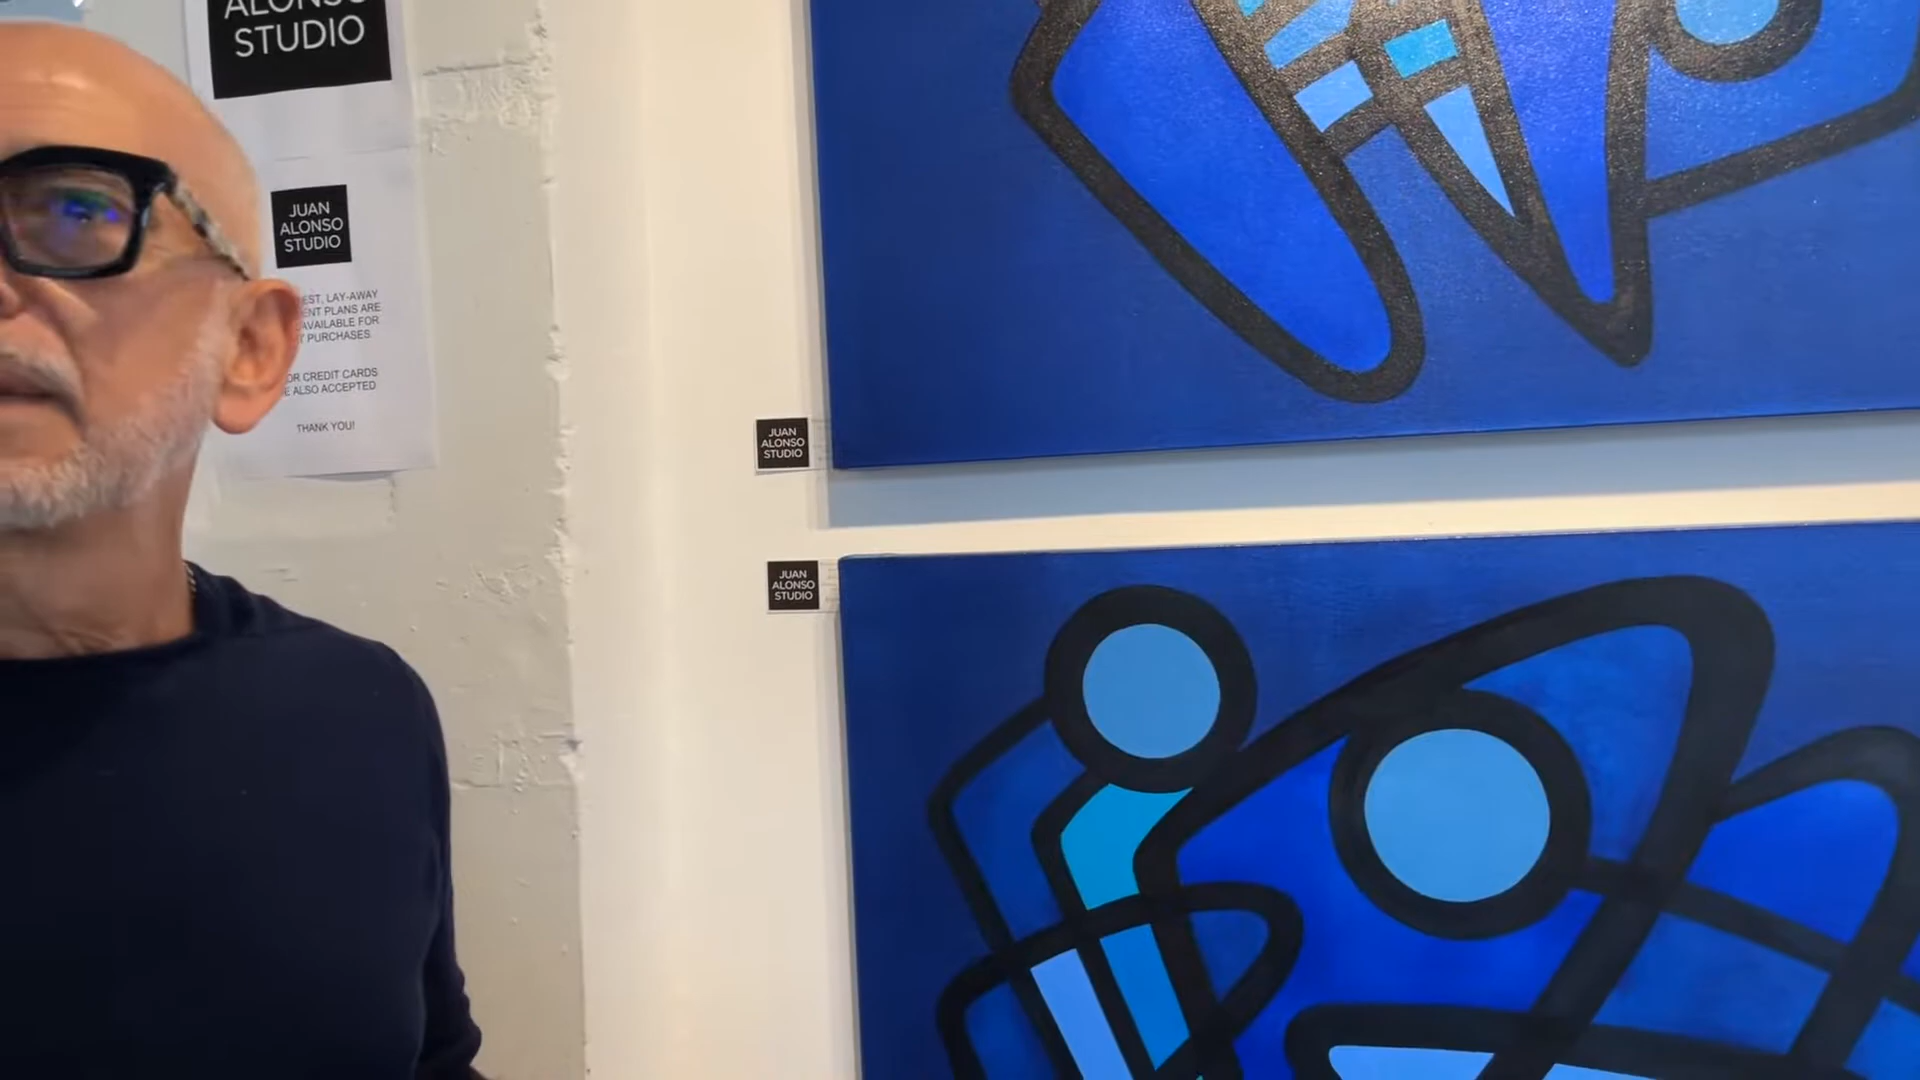 ALONSO
STUDIO
JUAN
ALONSO
STUDIO
EST, LAY-AWAY
ENT PLANS ARE
AVAILABLE FOR
PURCHASES
OR CREDIT CARDS
ALSO ACCEPTED
THANK YOU!
JUAN
ALONSO
STUDIO
JUAN
ALONSO
STUDIO